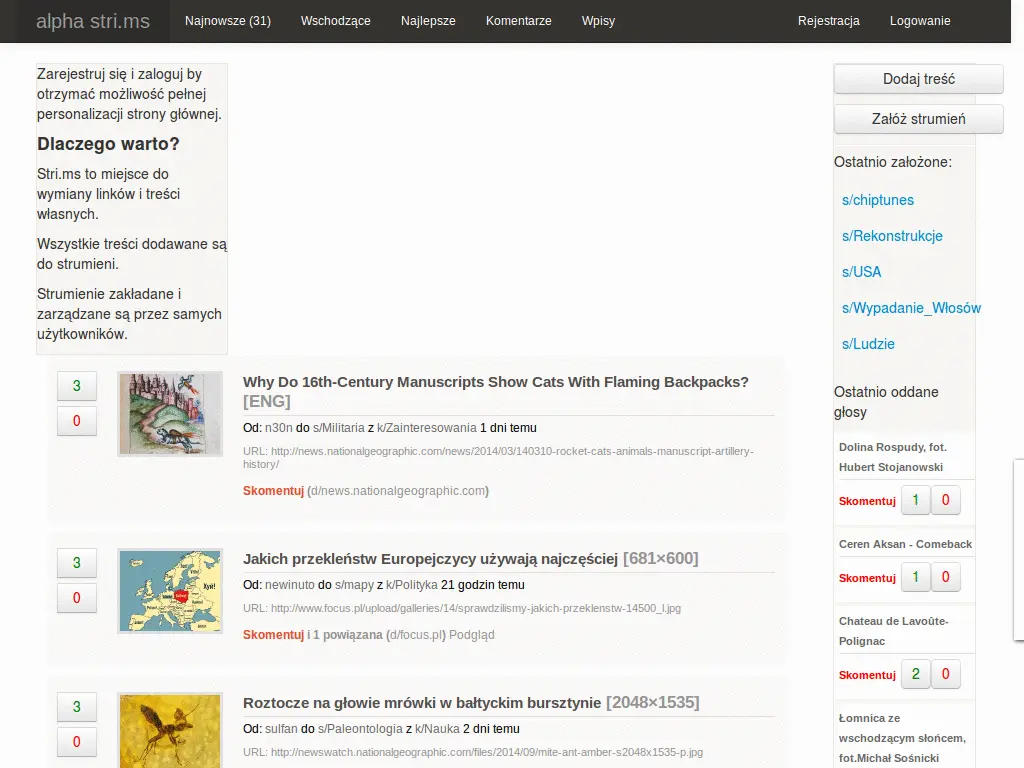 alpha stri.ms
Najnowsze (31)
Wschodzące
Najlepsze
Komentarze
Wpisy
Rejestracja
Logowanie
Zarejestruj się i zaloguj by
otrzymać możliwość pełnej
personalizacji strony głównej.
Dlaczego warto?
Stri.ms to miejsce do
wymiany linków i treści
własnych.
Wszystkie treści dodawane są
do strumieni.
Strumienie zakładane i
zarządzane są przez samych
użytkowników.
3
0
Why Do 16th-Century Manuscripts Show Cats With Flaming Backpacks?
[ENG]
Od: n30n do s/Militaria z k/Zainteresowania 1 dni temu
URL: http://news.nationalgeographic.com/news/2014/03/140310-rocket-cats-animals-manuscript-artillery-
history/
Skomentuj (d/news.nationalgeographic.com)
3
0
Хуй!
Jakich przekleństw Europejczycy używają najczęściej [681×600]
Od: newinuto do s/mapy z k/Polityka 21 godzin temu
URL: http://www.focus.pl/upload/galleries/14/sprawdzilismy-jakich-przeklenstw-14500_l.jpg
Skomentuj i 1 powiązana (d/focus.pl) Podgląd
3
0
Roztocze na głowie mrówki w bałtyckim bursztynie [2048×1535]
Od: sulfan do s/Paleontologia z k/Nauka 2 dni temu
URL: http://newswatch.nationalgeographic.com/files/2014/09/mite-ant-amber-s2048x1535-p.jpg
Dodaj treść
Załóż strumień
Ostatnio założone:
s/chiptunes
s/Rekonstrukcje
s/USA
s/Wypadanie_Włosów
s/Ludzie
Ostatnio oddane
głosy
Dolina Rospudy, fot.
Hubert Stojanowski
Skomentuj 1 0
Ceren Aksan - Comeback
Skomentuj 1 0
Chateau de Lavoûte-
Polignac
Skomentuj 2 0
Łomnica ze
wschodzącym słońcem,
fot.Michał Sośnicki